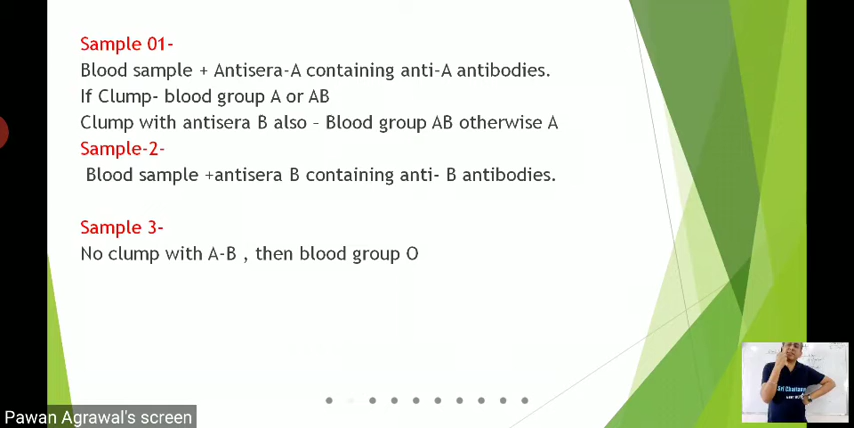 Sample 01-
Blood sample + Antisera-A containing anti-A antibodies.
If Clump- blood group A or AB
Clump with antisera B also – Blood group AB otherwise A
Sample-2-
Blood sample +antisera B containing anti- B antibodies.
Sample 3-
No clump with A-B , then blood group O
Pawan Agrawal's screen
Sri Chaitanya